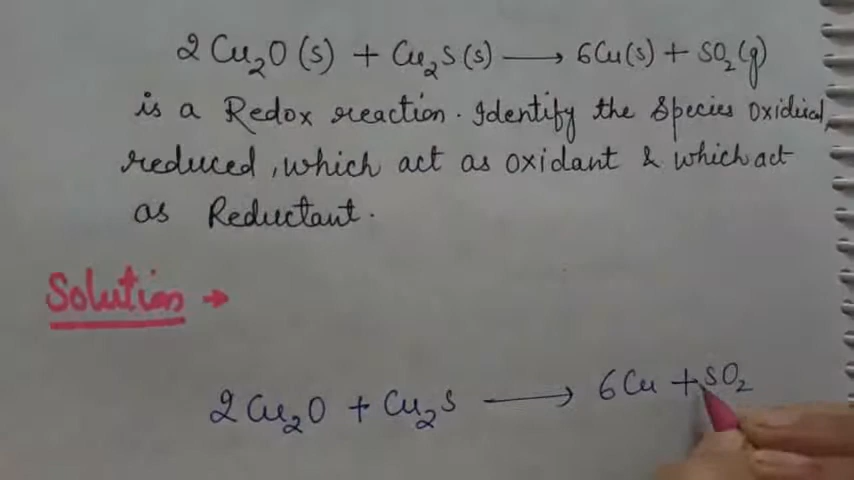 2Cu₂O(s) + Cu₂S(s) ⟶ 6Cu(s) + SO₂(g)
is a Redox reaction. Identify the Species
reduced, which act as oxidant & which act
as Reductant.
Solution →
2Cu₂O + Cu₂S ⟶ 6Cu + SO₂